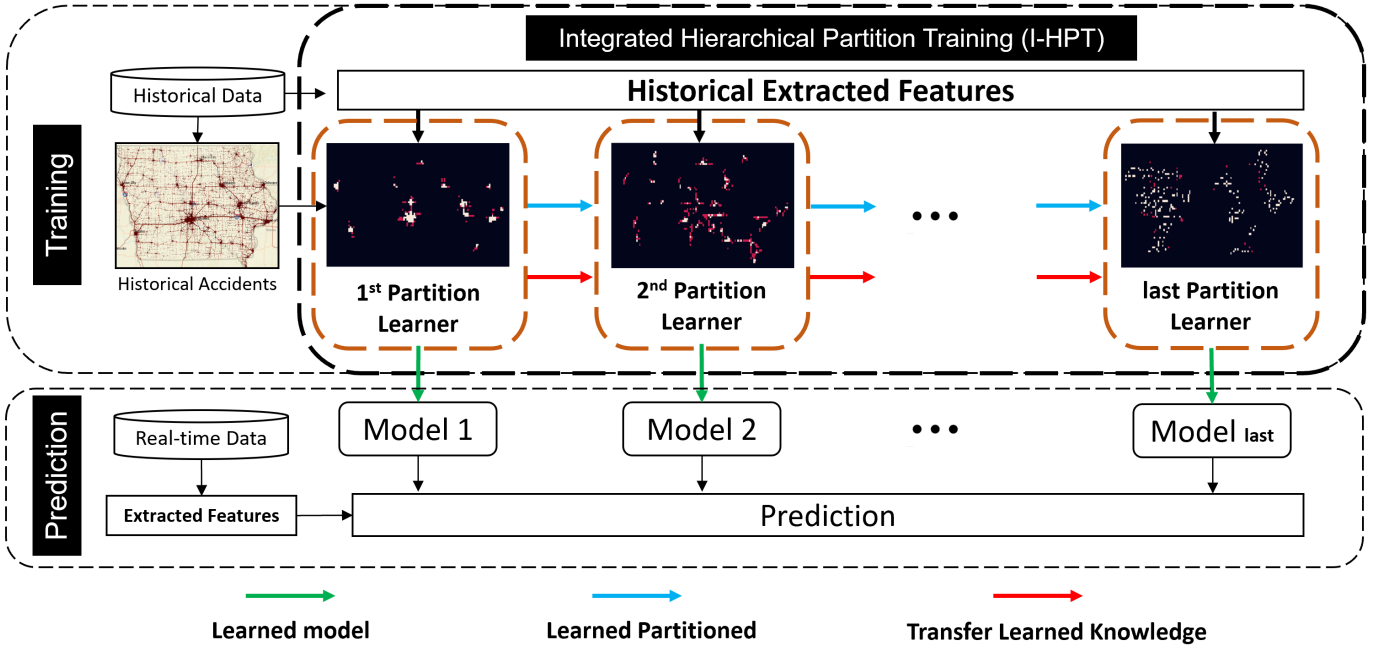 Integrated Hierarchical Partition Training (I-HPT)
Historical Data
Historical Extracted Features
Training
Historical Accidents
1st Partition
Learner
2nd Partition
Learner
•••
last Partition
Learner
Prediction
Real-time Data
Model 1
Model 2
•••
Model last
Extracted Features
Prediction
Learned model
Learned Partitioned
Transfer Learned Knowledge